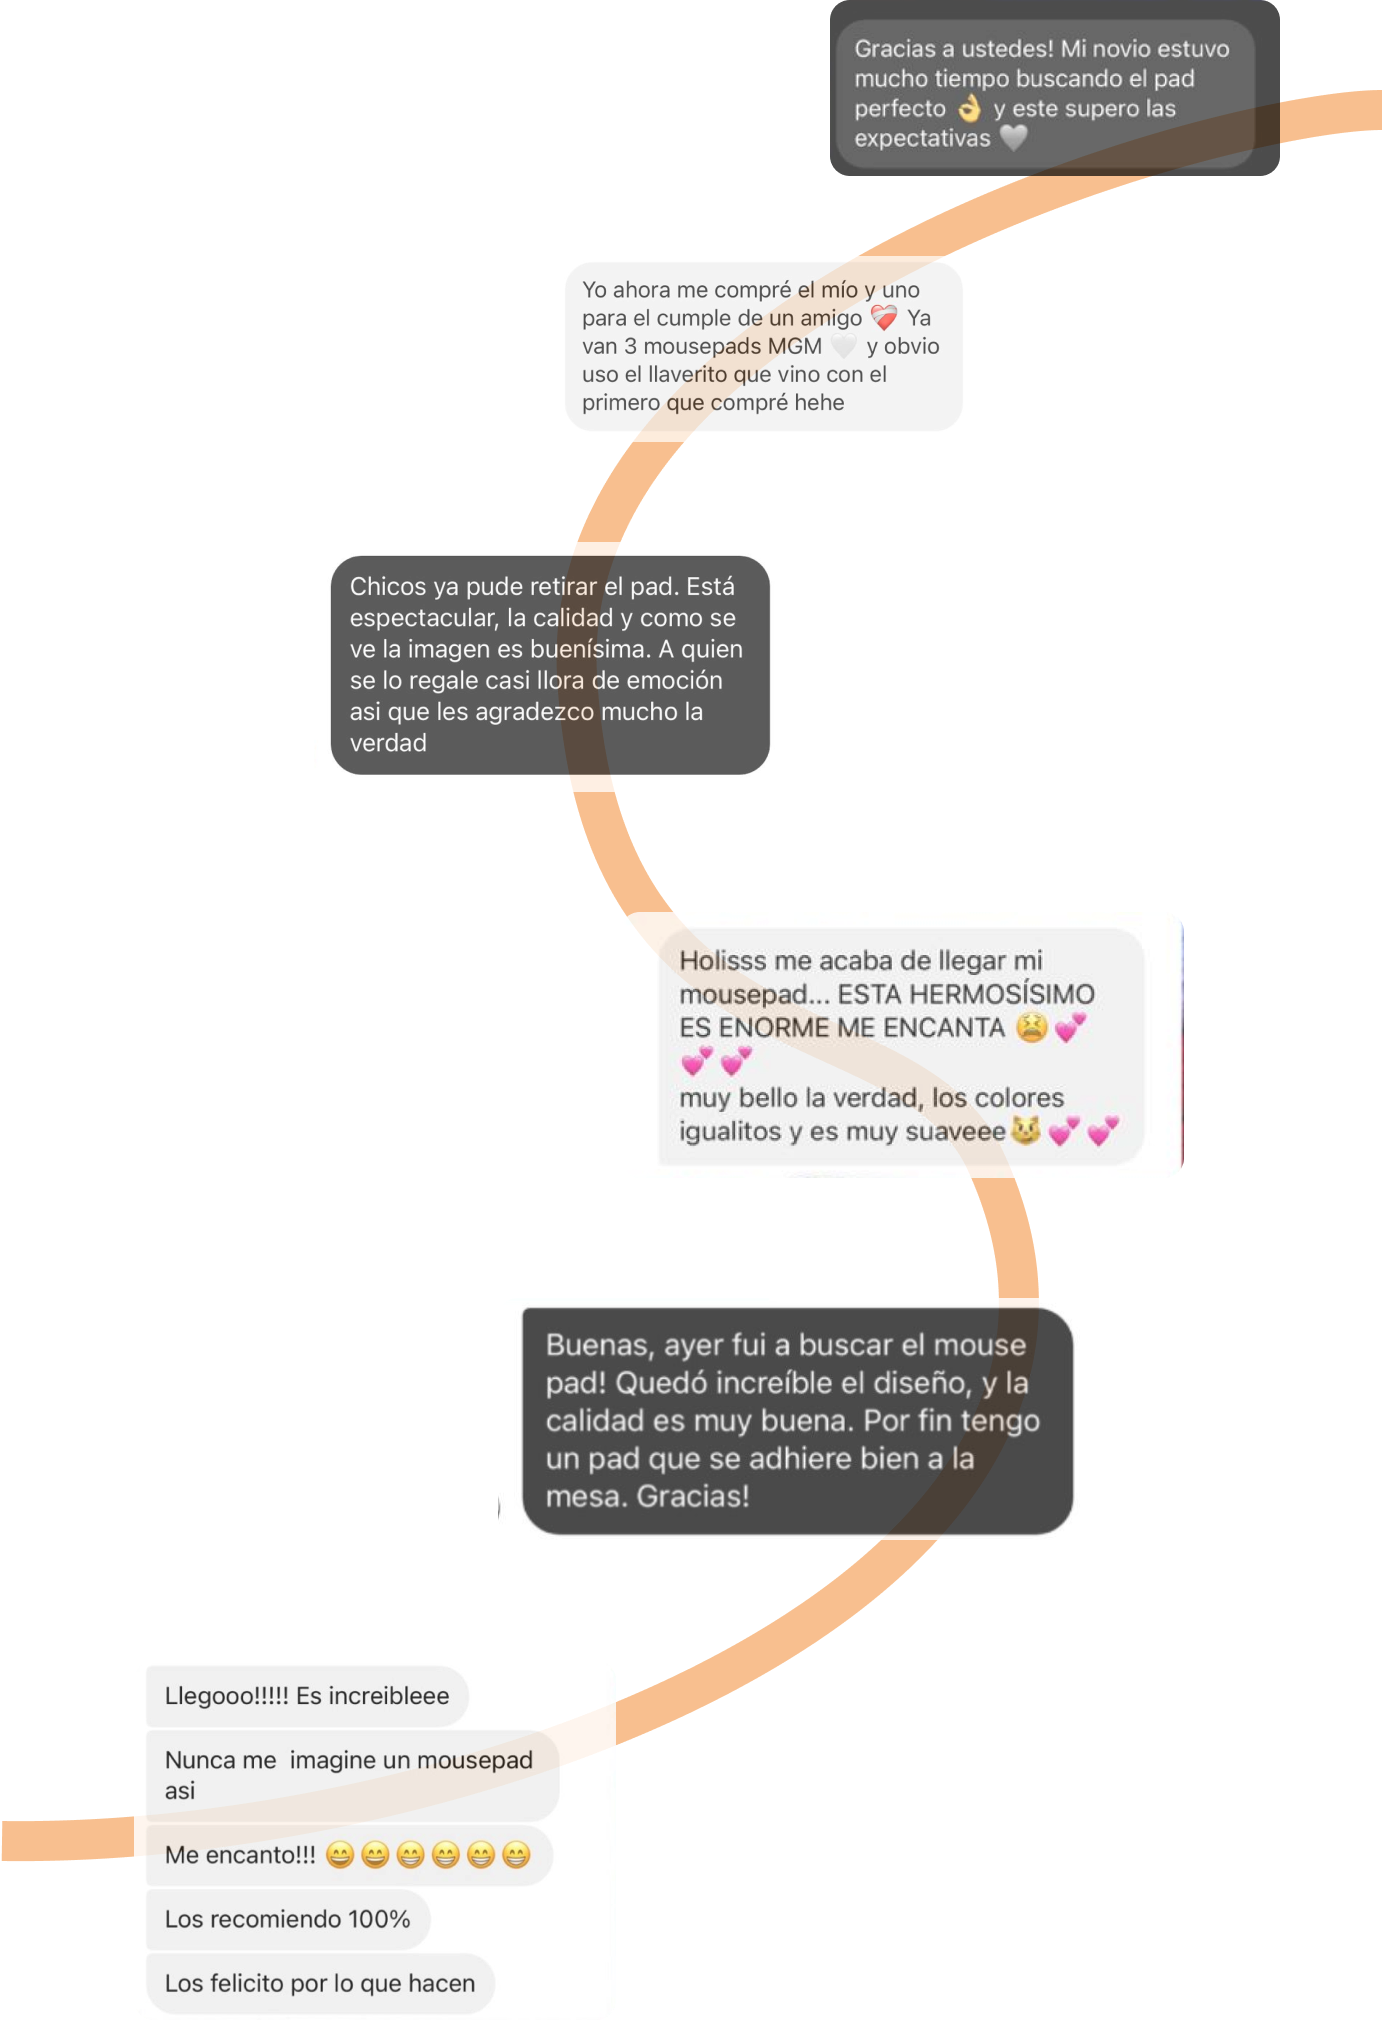 Gracias a ustedes! Mi novio estuvo
mucho tiempo buscando el pad
perfecto 👌 y este supero las
expectativas 🤍
Yo ahora me compré el mío y uno
para el cumple de un amigo ❤️‍🩹 Ya
van 3 mousepads MGM 🤍 y obvio
uso el llaverito que vino con el
primero que compré hehe
Chicos ya pude retirar el pad. Está
espectacular, la calidad y como se
ve la imagen es buenísima. A quien
se lo regale casi llora de emoción
asi que les agradezco mucho la
verdad
Holisss me acaba de llegar mi
mousepad... ESTA HERMOSÍSIMO
ES ENORME ME ENCANTA 😫💕
💕💕
muy bello la verdad, los colores
igualitos y es muy suaveee😼💕💕
Buenas, ayer fui a buscar el mouse
pad! Quedó increíble el diseño, y la
calidad es muy buena. Por fin tengo
un pad que se adhiere bien a la
mesa. Gracias!
Llegooo!!!!! Es increibleee
Nunca me  imagine un mousepad
asi
Me encanto!!! 😄😄😁😁😁😁
Los recomiendo 100%
Los felicito por lo que hacen